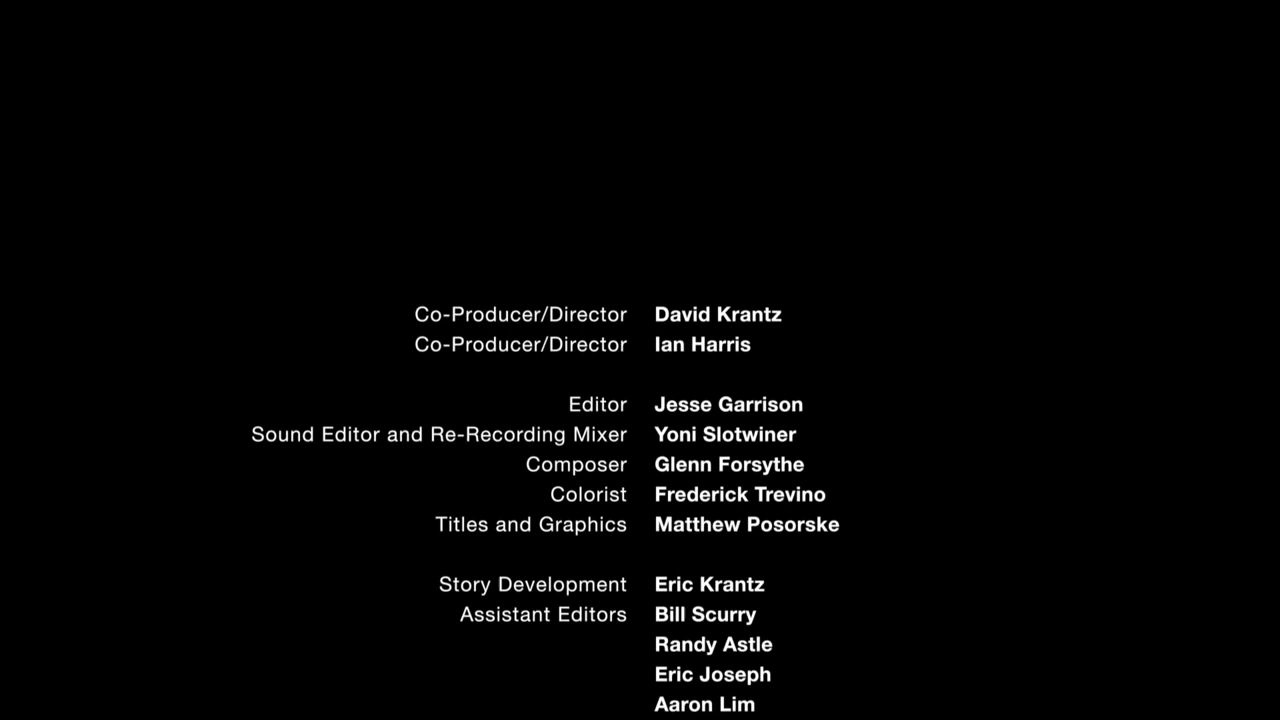 Co-Producer/Director David Krantz
Co-Producer/Director Ian Harris
Editor Jesse Garrison
Sound Editor and Re-Recording Mixer Yoni Slotwiner
Composer Glenn Forsythe
Colorist Frederick Trevino
Titles and Graphics Matthew Posorske
Story Development Eric Krantz
Assistant Editors Bill Scurry
Randy Astle
Eric Joseph
Aaron Lim